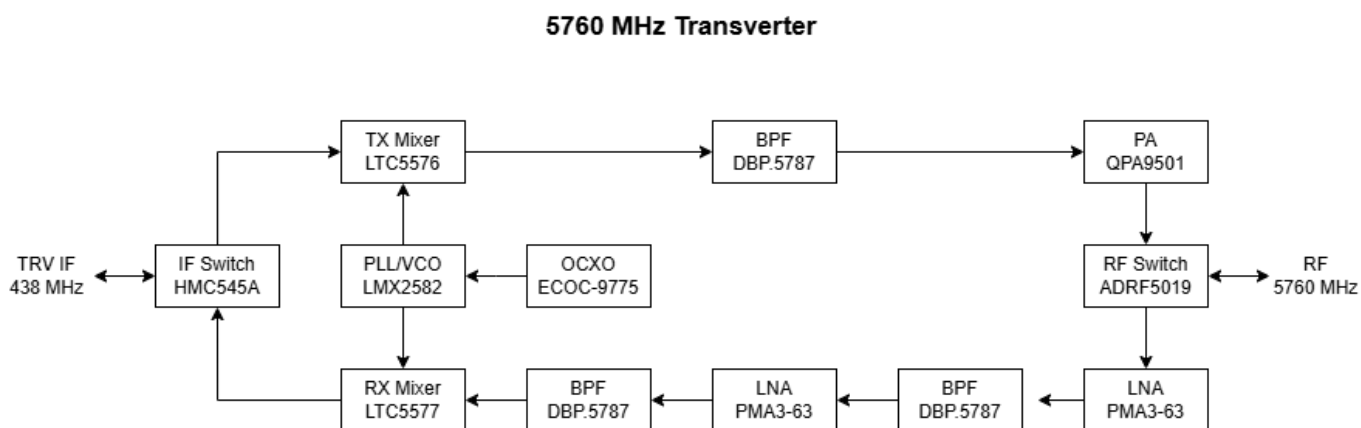 5760 MHz Transverter
TX Mixer
LTC5576
BPF
DBP.5787
PA
QPA9501
TRV IF
438 MHz
IF Switch
HMC545A
PLL/VCO
LMX2582
OCXO
ECOC-9775
RF Switch
ADRF5019
RF
5760 MHz
RX Mixer
LTC5577
BPF
DBP.5787
LNA
PMA3-63
BPF
DBP.5787
LNA
PMA3-63